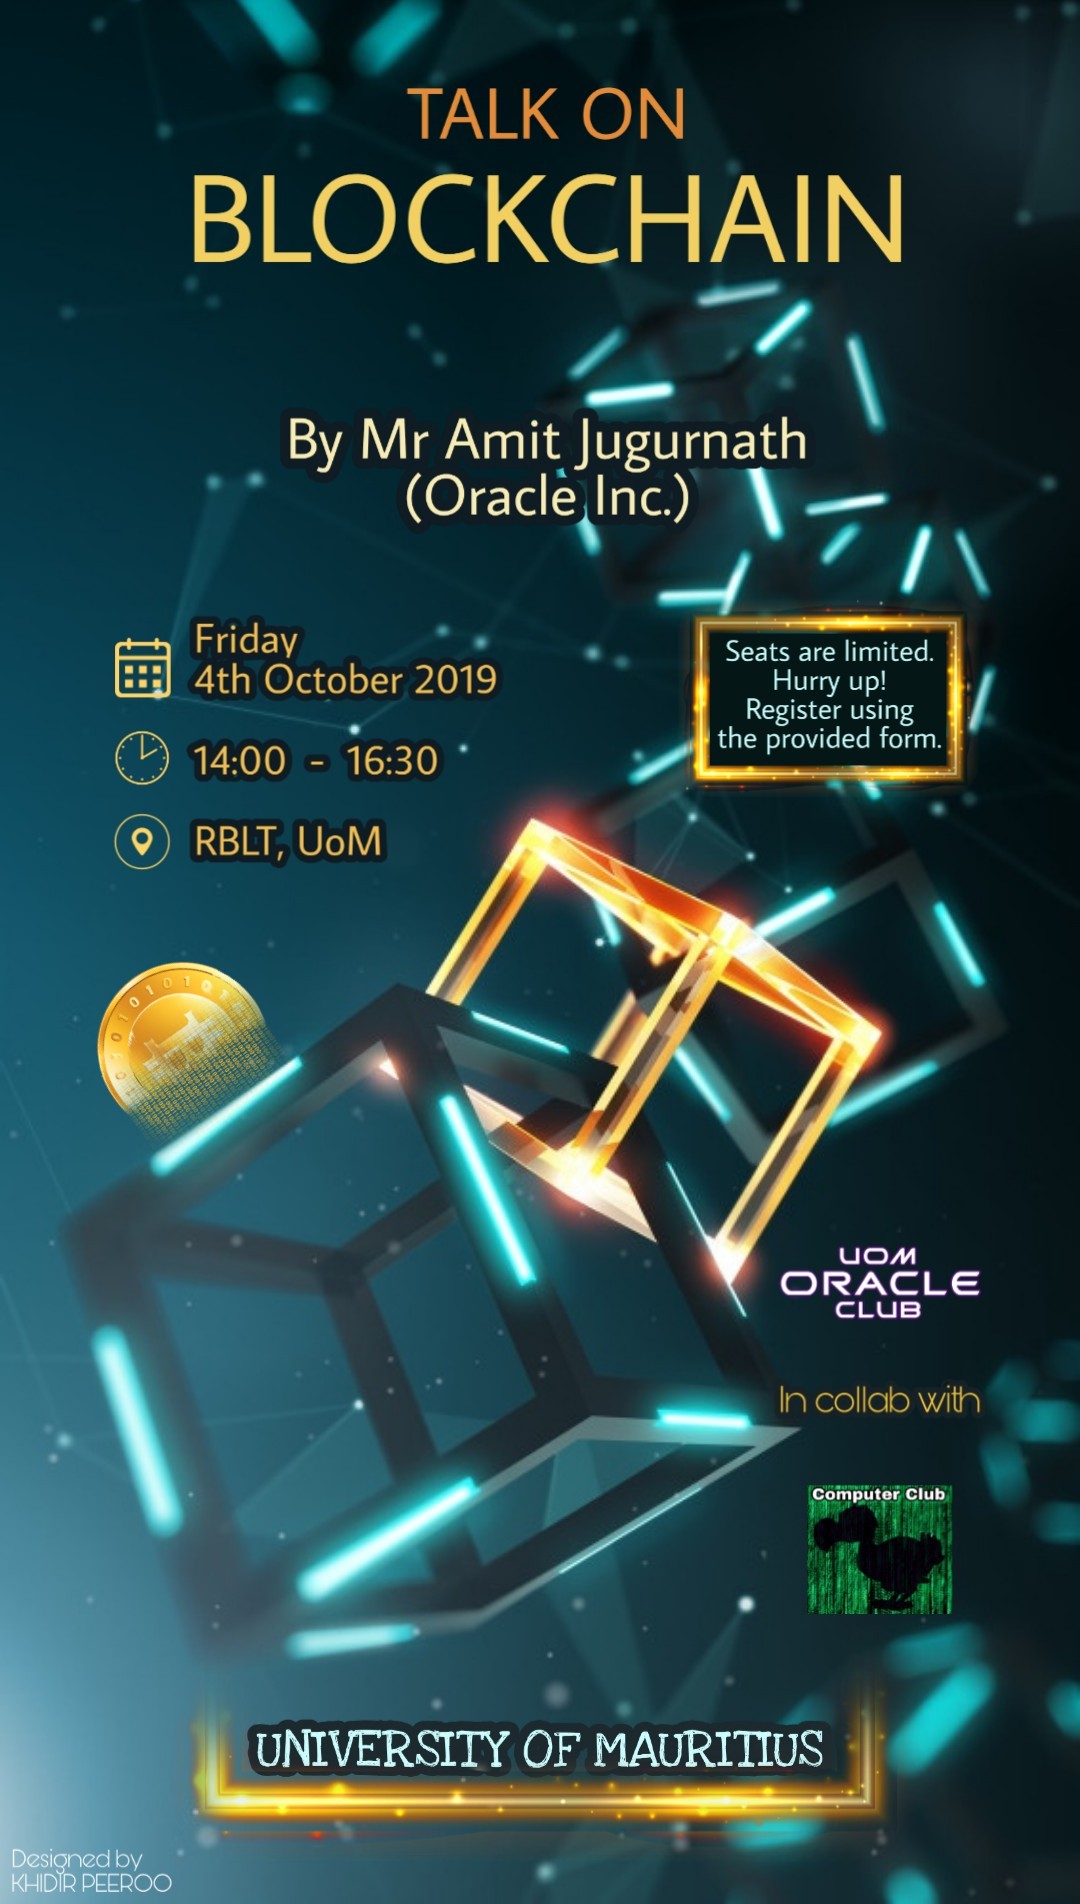 TALK ON
BLOCKCHAIN
By Mr Amit Jugurnath
(Oracle Inc.)
Friday
4th October 2019
14:00 - 16:30
RBLT, UoM
Seats are limited.
Hurry up!
Register using
the provided form.
UOM
ORACLE
CLUB
In collab with
Computer Club
UNIVERSITY OF MAURITIUS
Designed by
KHIDIR PEEROO